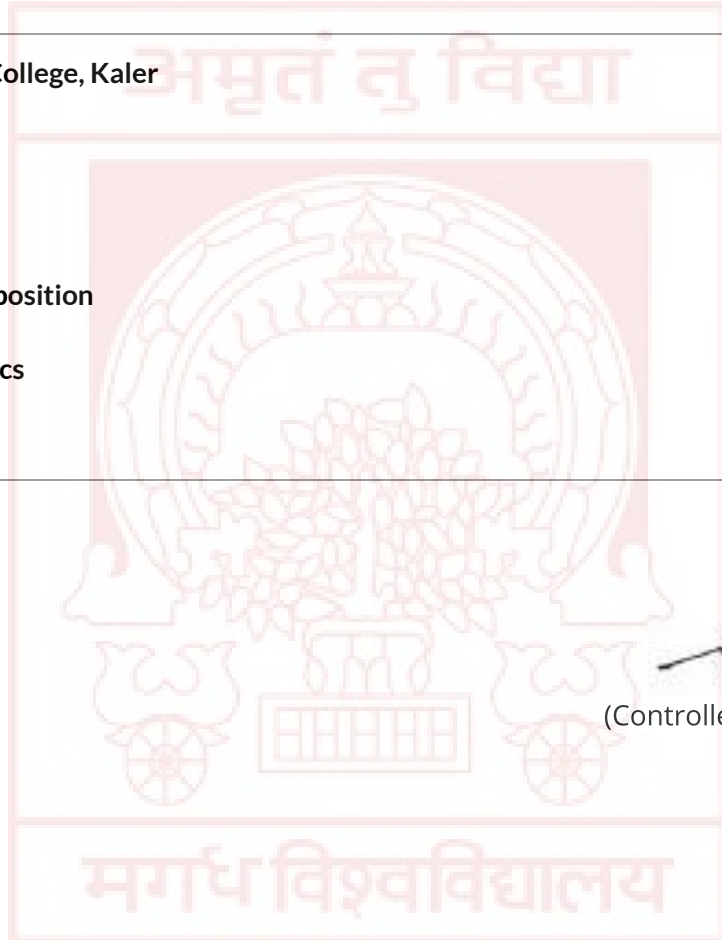 अमृतं तु विद्या
College, Kaler
position
cs
(Controlle
मगध विश्वविद्यालय